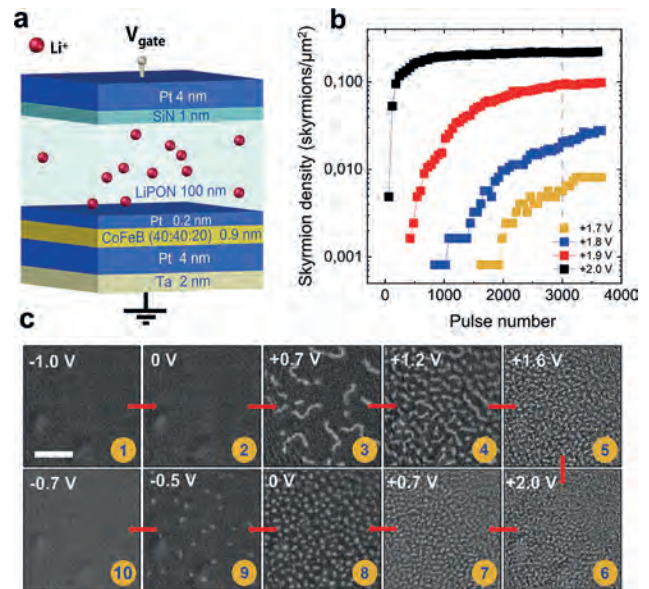 a
Li⁺
V gate
Pt 4 nm
SiN 1 nm
LiPON 100 nm
Pt 0.2 nm
CoFeB (40:40:20) 0.9 nm
Pt 4 nm
Ta 2 nm
b
Skyrmion density (skyrmions/µm²)
0,100
0,010
0,001
0 1000 2000 3000 4000
Pulse number
+1.7 V
+1.8 V
+1.9 V
+2.0 V
c
-1.0 V
1
0 V
2
+0.7 V
3
+1.2 V
4
+1.6 V
5
-0.7 V
10
-0.5 V
9
0 V
8
+0.7 V
7
+2.0 V
6